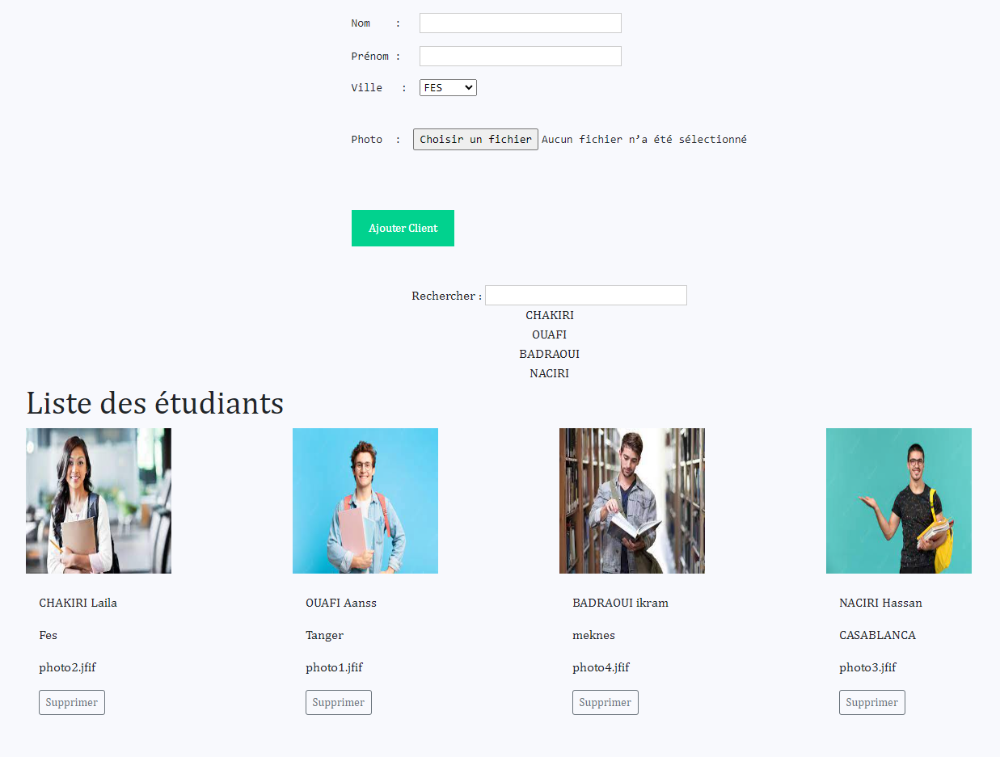 Nom :
Prénom :
Ville : FES
Photo : Choisir un fichier Aucun fichier n’a été sélectionné
Ajouter Client
Rechercher :
CHAKIRI
OUAFI
BADRAOUI
NACIRI
Liste des étudiants
CHAKIRI Laila
Fes
photo2.jfif
Supprimer
OUAFI Aanss
Tanger
photo1.jfif
Supprimer
BADRAOUI ikram
meknes
photo4.jfif
Supprimer
NACIRI Hassan
CASABLANCA
photo3.jfif
Supprimer